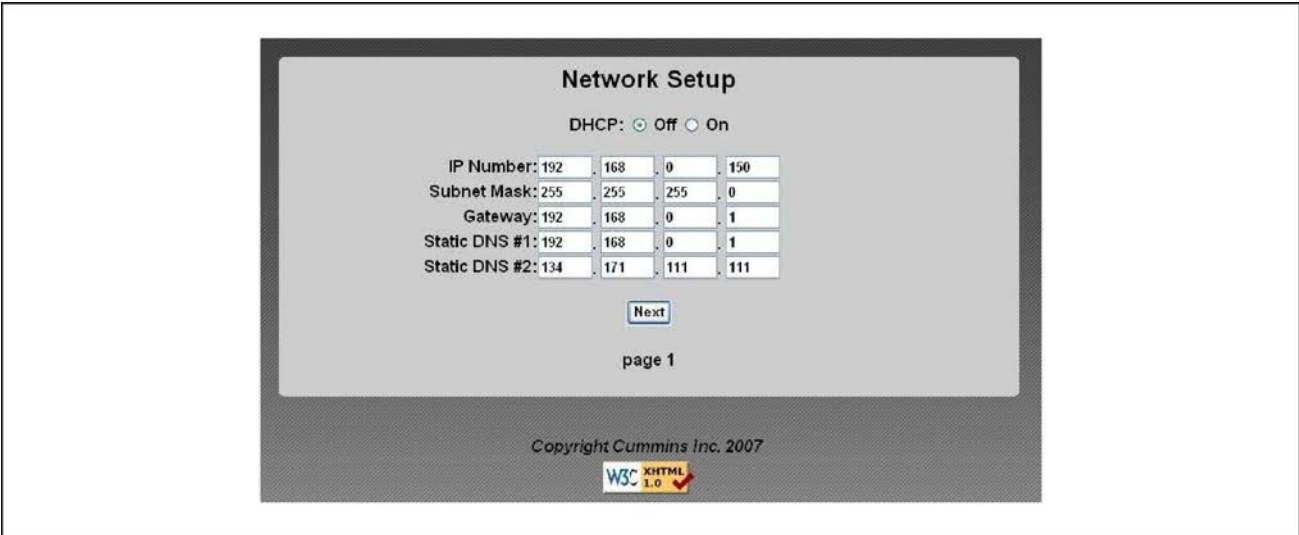 Network Setup
DHCP: Off On
IP Number: 192 . 168 . 0 . 150
Subnet Mask: 255 . 255 . 255 . 0
Gateway: 192 . 168 . 0 . 1
Static DNS #1: 192 . 168 . 0 . 1
Static DNS #2: 134 . 171 . 111 . 111
Next
page 1
Copyright Cummins Inc. 2007
W3C XHTML 1.0